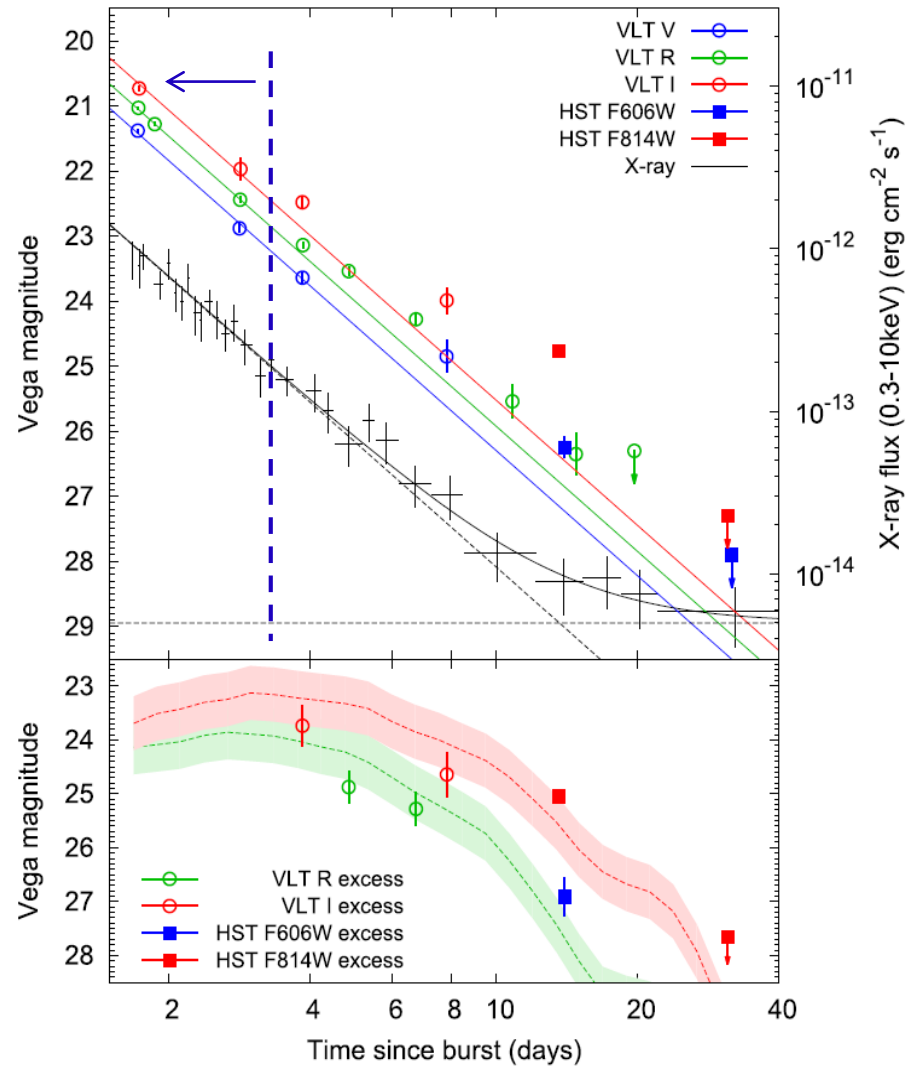 VLT V
VLT R
VLT I
HST F606W
HST F814W
X-ray
20
21
22
23
24
25
26
27
28
29
Vega magnitude
10⁻¹¹
10⁻¹²
10⁻¹³
10⁻¹⁴
X-ray flux (0.3-10keV) (erg cm⁻² s⁻¹)
23
24
25
26
27
28
Vega magnitude
VLT R excess
VLT I excess
HST F606W excess
HST F814W excess
2 4 6 8 10 20 40
Time since burst (days)